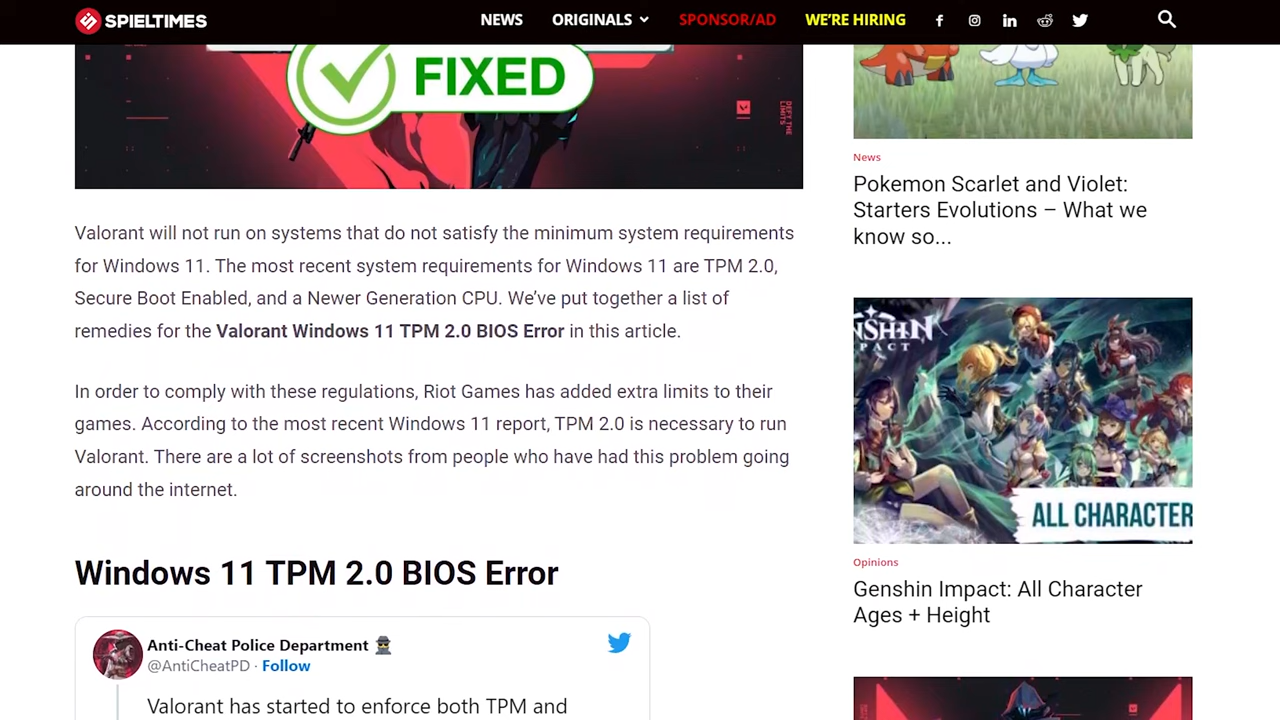 SPIELTIMES
NEWS
ORIGINALS
SPONSOR/AD
WE'RE HIRING
FIXED
DEFY THE
LIMITS
Valorant will not run on systems that do not satisfy the minimum system requirements
for Windows 11. The most recent system requirements for Windows 11 are TPM 2.0,
Secure Boot Enabled, and a Newer Generation CPU. We've put together a list of
remedies for the Valorant Windows 11 TPM 2.0 BIOS Error in this article.
In order to comply with these regulations, Riot Games has added extra limits to their
games. According to the most recent Windows 11 report, TPM 2.0 is necessary to run
Valorant. There are a lot of screenshots from people who have had this problem going
around the internet.
Windows 11 TPM 2.0 BIOS Error
Anti-Cheat Police Department
@AntiCheatPD · Follow
Valorant has started to enforce both TPM and
News
Pokemon Scarlet and Violet:
Starters Evolutions – What we
know so...
NSHIN
PACT
ALL CHARACTER
Opinions
Genshin Impact: All Character
Ages + Height